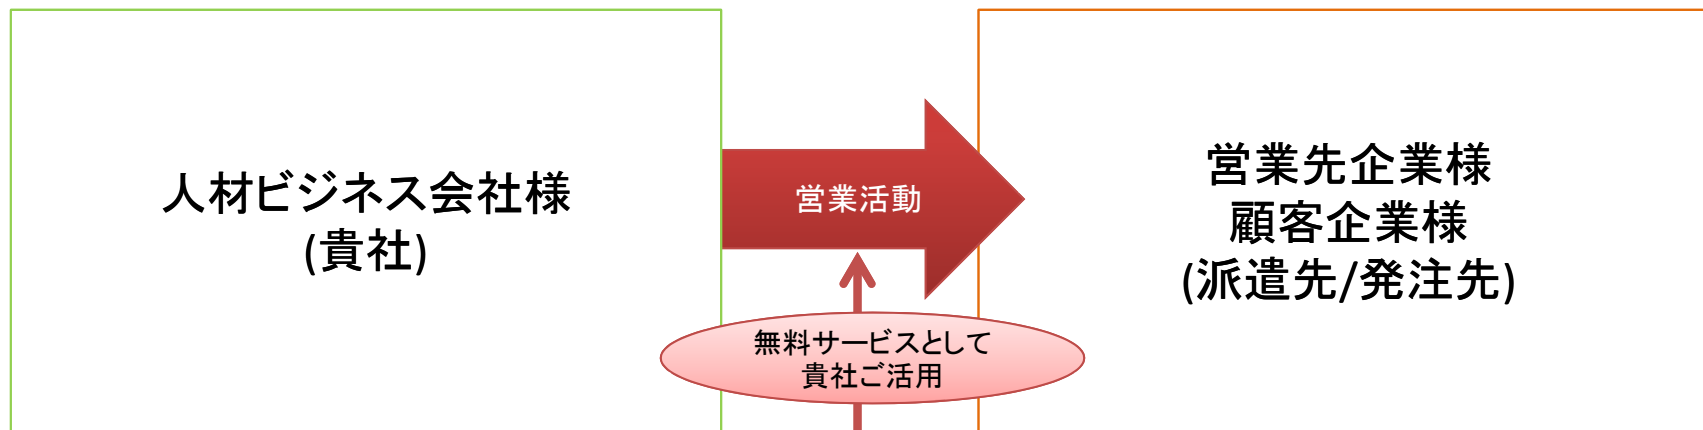 人材ビジネス会社様
(貴社)
営業活動
営業先企業様
顧客企業様
(派遣先/発注先)
無料サービスとして
貴社ご活用